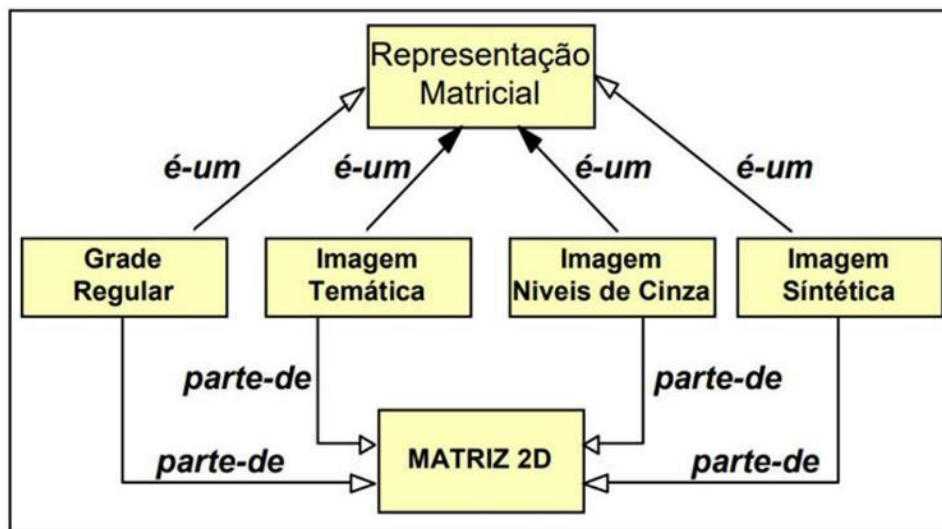 Representação
Matricial
é-um
é-um
é-um
é-um
Grade
Regular
Imagem
Temática
Imagem
Niveis de Cinza
Imagem
Síntética
parte-de
parte-de
parte-de
MATRIZ 2D
parte-de